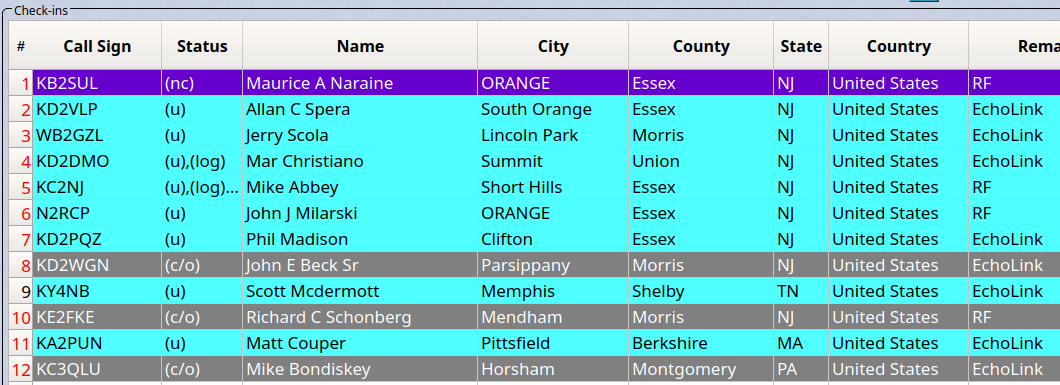 Check-ins
# Call Sign Status Name City County State Country Rema
1 KB2SUL (nc) Maurice A Naraine ORANGE Essex NJ United States RF
2 KD2VLP (u) Allan C Spera South Orange Essex NJ United States EchoLink
3 WB2GZL (u) Jerry Scola Lincoln Park Morris NJ United States EchoLink
4 KD2DMO (u),(log) Mar Christiano Summit Union NJ United States EchoLink
5 KC2NJ (u),(log)... Mike Abbey Short Hills Essex NJ United States RF
6 N2RCP (u) John J Milarski ORANGE Essex NJ United States RF
7 KD2PQZ (u) Phil Madison Clifton Essex NJ United States EchoLink
8 KD2WGN (c/o) John E Beck Sr Parsippany Morris NJ United States EchoLink
9 KY4NB (u) Scott Mcdermott Memphis Shelby TN United States EchoLink
10 KE2FKE (c/o) Richard C Schonberg Mendham Morris NJ United States RF
11 KA2PUN (u) Matt Couper Pittsfield Berkshire MA United States EchoLink
12 KC3QLU (c/o) Mike Bondiskey Horsham Montgomery PA United States EchoLink